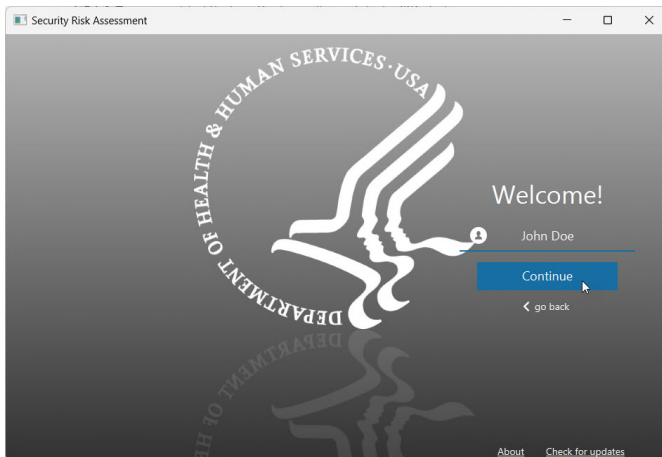 Security Risk Assessment
DEPARTMENT OF HEALTH & HUMAN SERVICES·USA
Welcome!
John Doe
Continue
go back
About Check for updates